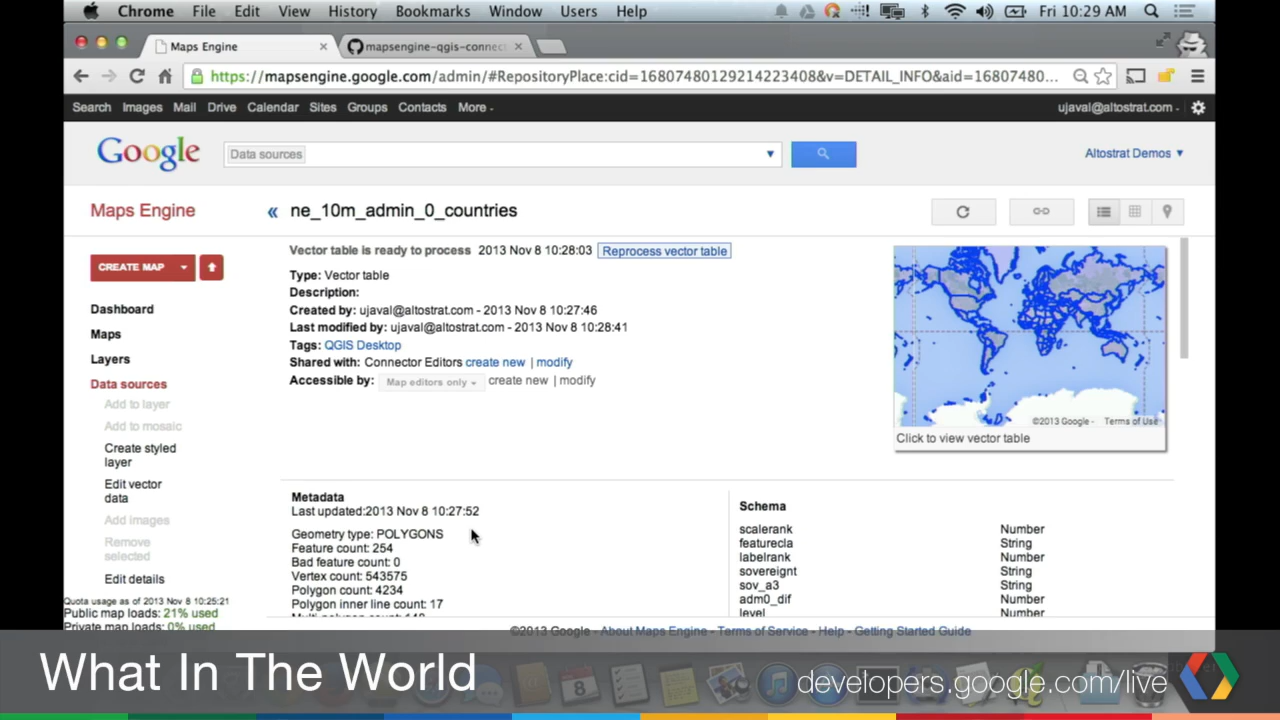 Chrome File Edit View History Bookmarks Window Users Help Fri 10:29 AM
Maps Engine mapsengine-qgis-connec
https://mapsengine.google.com/admin/#RepositoryPlace:cid=16807480129214223408&v=DETAIL_INFO&aid=16807480...
Search Images Mail Drive Calendar Sites Groups Contacts More ujaval@altostrat.com
Google Data sources Altostrat Demos
Maps Engine « ne_10m_admin_0_countries
Vector table is ready to process 2013 Nov 8 10:28:03 Reprocess vector table
CREATE MAP
Type: Vector table
Description:
Created by: ujaval@altostrat.com - 2013 Nov 8 10:27:46
Last modified by: ujaval@altostrat.com - 2013 Nov 8 10:28:41
Tags: QGIS Desktop
Shared with: Connector Editors create new | modify
Accessible by: Map editors only create new | modify
©2013 Google - Terms of Use
Click to view vector table
Dashboard
Maps
Layers
Data sources
Add to layer
Add to mosaic
Create styled
layer
Edit vector
data
Add images
Remove
selected
Edit details
Quota usage as of 2013 Nov 8 10:25:21
Public map loads: 21% used
Private map loads: 0% used
Metadata
Last updated:2013 Nov 8 10:27:52
Geometry type: POLYGONS
Feature count: 254
Bad feature count: 0
Vertex count: 543575
Polygon count: 4234
Polygon inner line count: 17
Schema
scalerank Number
featurecla String
labelrank Number
sovereignt String
sov_a3 String
adm0_dif Number
level Number
©2013 Google - About Maps Engine - Terms of Service - Help - Getting Started Guide
What In The World
8
developers.google.com/live